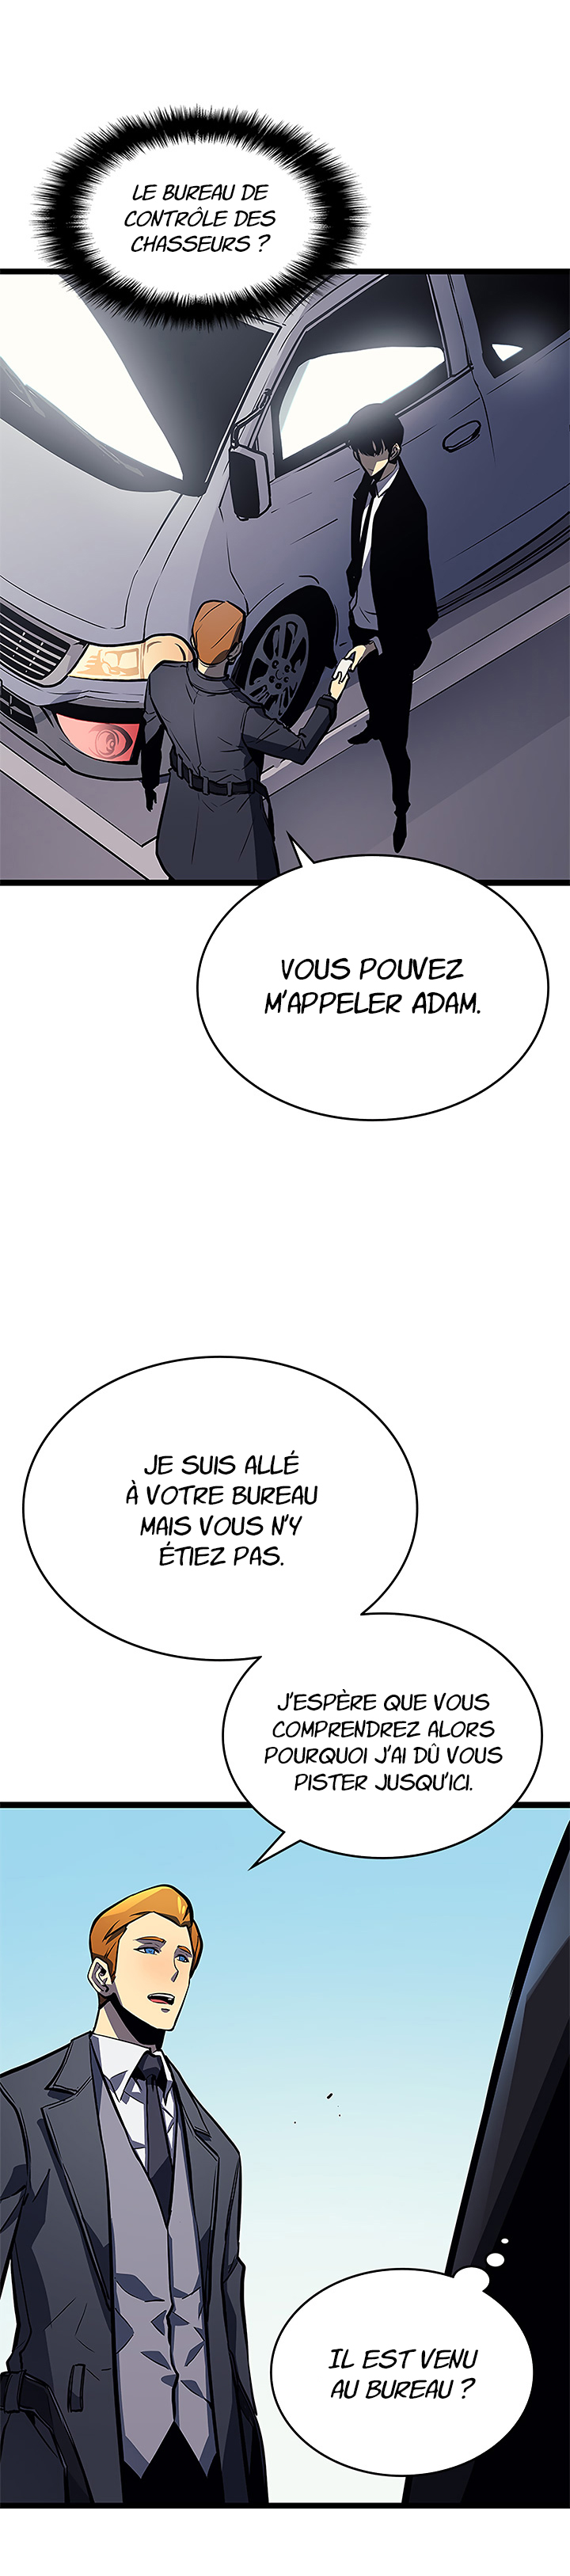 LE BUREAU DE
CONTRÔLE DES
CHASSEURS ?
VOUS POUVEZ
M'APPELER ADAM.
JE SUIS ALLÉ
À VOTRE BUREAU
MAIS VOUS N'Y
ÉTIEZ PAS.
J'ESPÈRE QUE VOUS
COMPRENDREZ ALORS
POURQUOI J'AI DÛ VOUS
PISTER JUSQU'ICI.
IL EST VENU
AU BUREAU ?